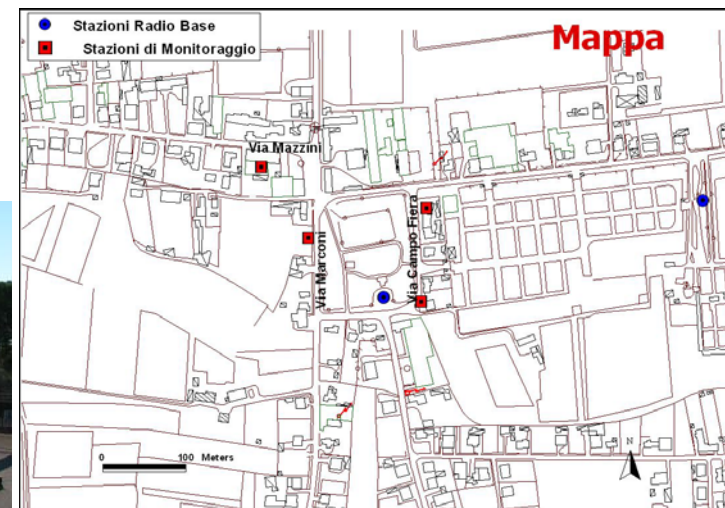 Stazioni Radio Base
Stazioni di Monitoraggio
Mappa
Via Mazzini
Via Marconi
Via Campo Fiera
0 100 Meters
N